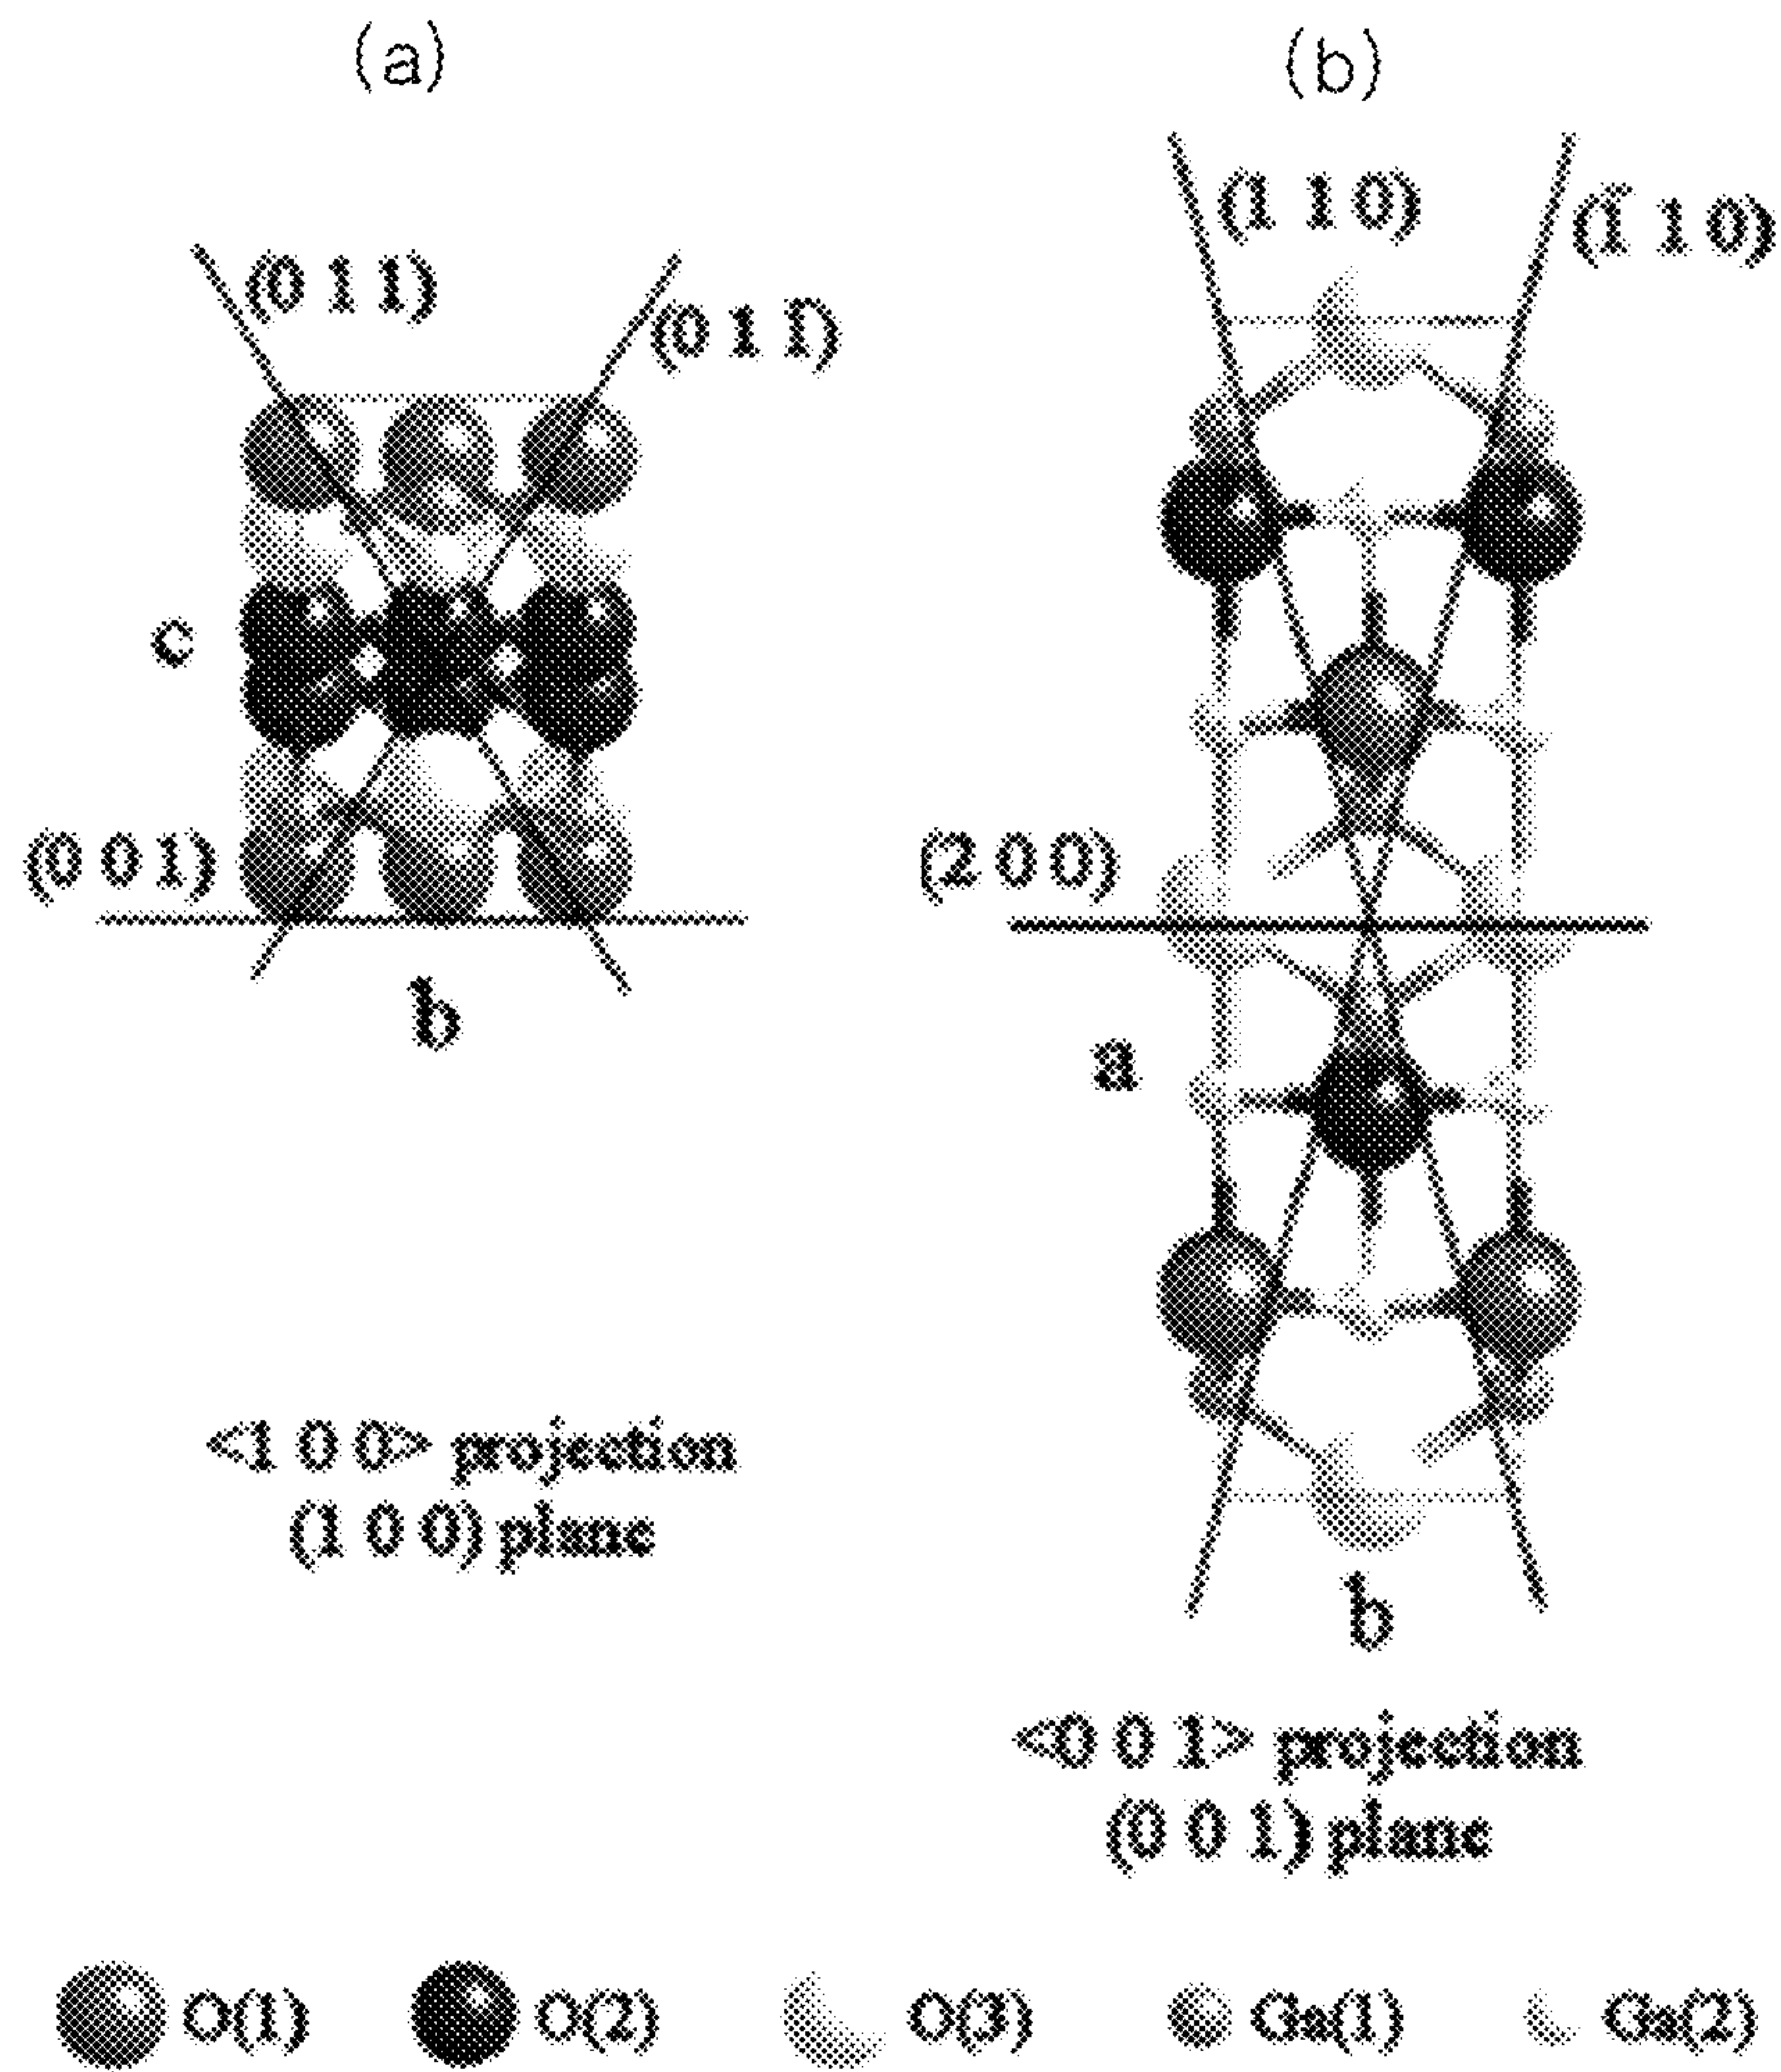 (a)
(0 1 1)
(0 1 1̅)
c
(0 0 1)
b
<1 0 0> projection
(1 0 0) plane
(b)
(1 1 0)
(1̅ 1 0)
(2 0 0)
a
b
<0 0 1> projection
(0 0 1) plane
O(1) O(2) O(3) Ga(1) Ga(2)